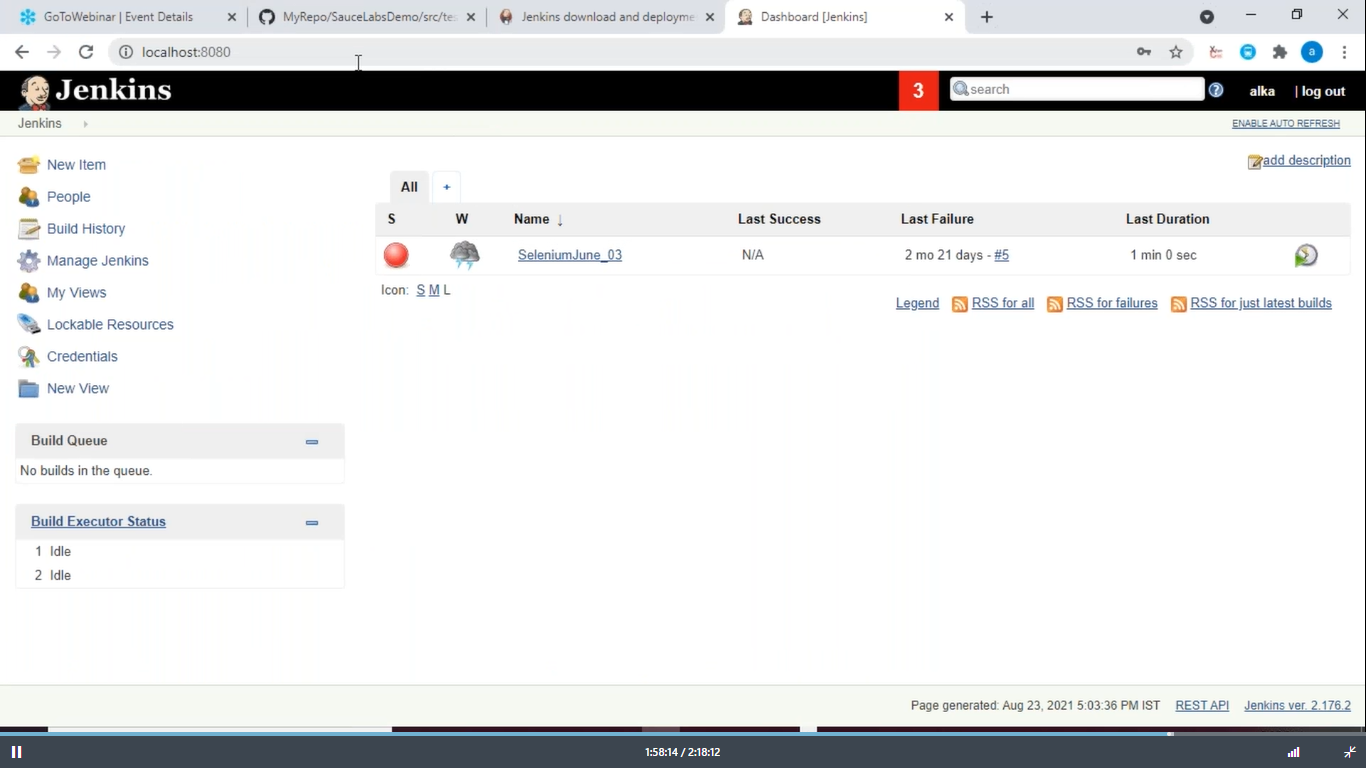 GoToWebinar | Event Details
MyRepo/SauceLabsDemo/src/tes
Jenkins download and deployme
Dashboard [Jenkins]
localhost:8080
a
Jenkins
3
search
alka
| log out
Jenkins
ENABLE AUTO REFRESH
New Item
People
Build History
Manage Jenkins
My Views
Lockable Resources
Credentials
New View
add description
All +
S W Name ↓ Last Success Last Failure Last Duration
SeleniumJune_03 N/A 2 mo 21 days - #5 1 min 0 sec
Icon: S M L
Legend RSS for all RSS for failures RSS for just latest builds
Build Queue
No builds in the queue.
Build Executor Status
1 Idle
2 Idle
Page generated: Aug 23, 2021 5:03:36 PM IST REST API Jenkins ver. 2.176.2
1:58:14 / 2:18:12